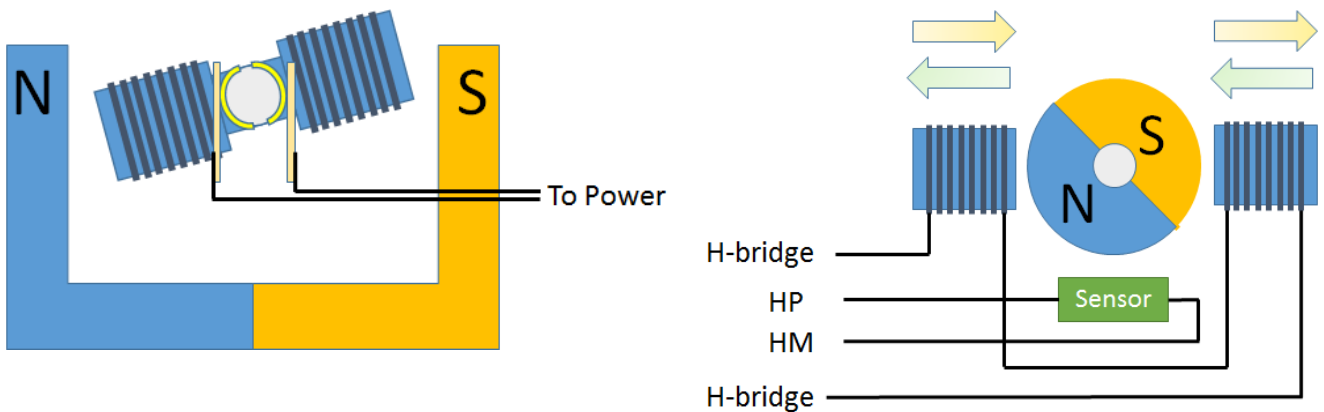 N
S
To Power
S
N
H-bridge
HP
Sensor
HM
H-bridge